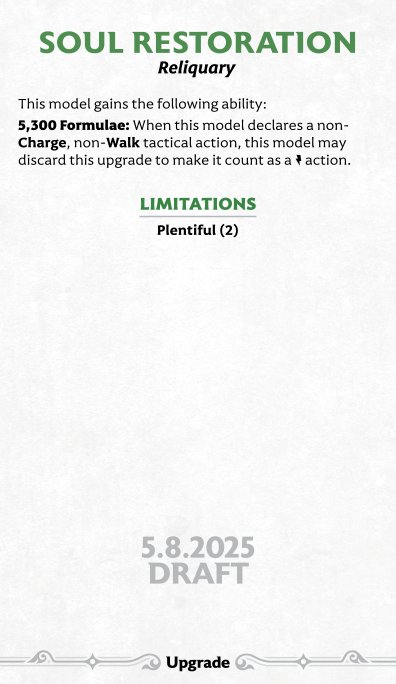 SOUL RESTORATION
Reliquary
This model gains the following ability:
5,300 Formulae: When this model declares a non-
Charge, non-Walk tactical action, this model may
discard this upgrade to make it count as a action.
LIMITATIONS
Plentiful (2)
5.8.2025
DRAFT
Upgrade